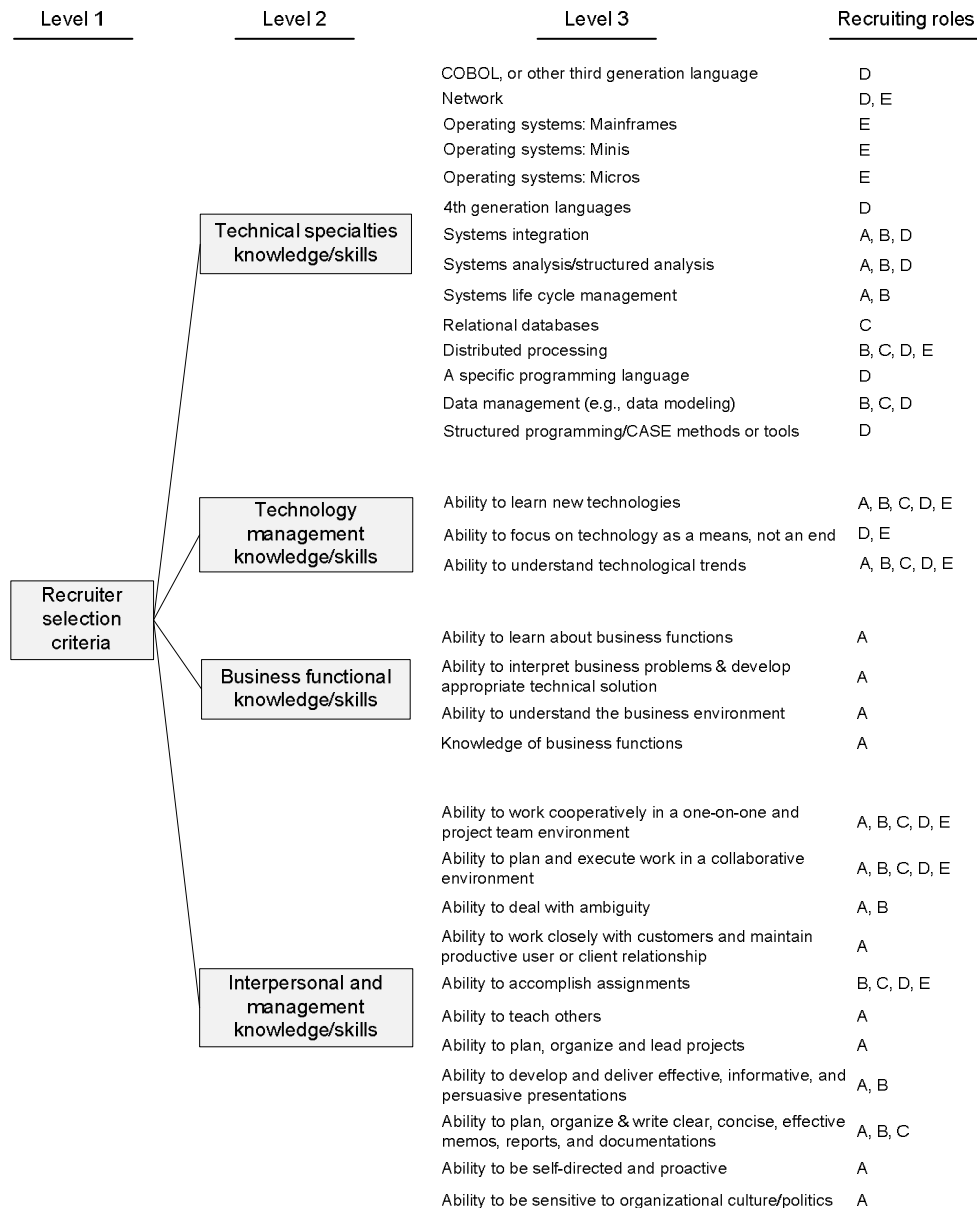 Level 1 Level 2 Level 3 Recruiting roles
COBOL, or other third generation language D
Network D, E
Operating systems: Mainframes E
Operating systems: Minis E
Operating systems: Micros E
4th generation languages D
Technical specialties
knowledge/skills
Systems integration A, B, D
Systems analysis/structured analysis A, B, D
Systems life cycle management A, B
Relational databases C
Distributed processing B, C, D, E
A specific programming language D
Data management (e.g., data modeling) B, C, D
Structured programming/CASE methods or tools D
Technology
management
knowledge/skills
Ability to learn new technologies A, B, C, D, E
Ability to focus on technology as a means, not an end D, E
Ability to understand technological trends A, B, C, D, E
Recruiter
selection
criteria
Business functional
knowledge/skills
Ability to learn about business functions A
Ability to interpret business problems & develop
appropriate technical solution A
Ability to understand the business environment A
Knowledge of business functions A
Ability to work cooperatively in a one-on-one and
project team environment A, B, C, D, E
Ability to plan and execute work in a collaborative
environment A, B, C, D, E
Ability to deal with ambiguity A, B
Ability to work closely with customers and maintain
productive user or client relationship A
Interpersonal and
management
knowledge/skills
Ability to accomplish assignments B, C, D, E
Ability to teach others A
Ability to plan, organize and lead projects A
Ability to develop and deliver effective, informative, and
persuasive presentations A, B
Ability to plan, organize & write clear, concise, effective
memos, reports, and documentations A, B, C
Ability to be self-directed and proactive A
Ability to be sensitive to organizational culture/politics A